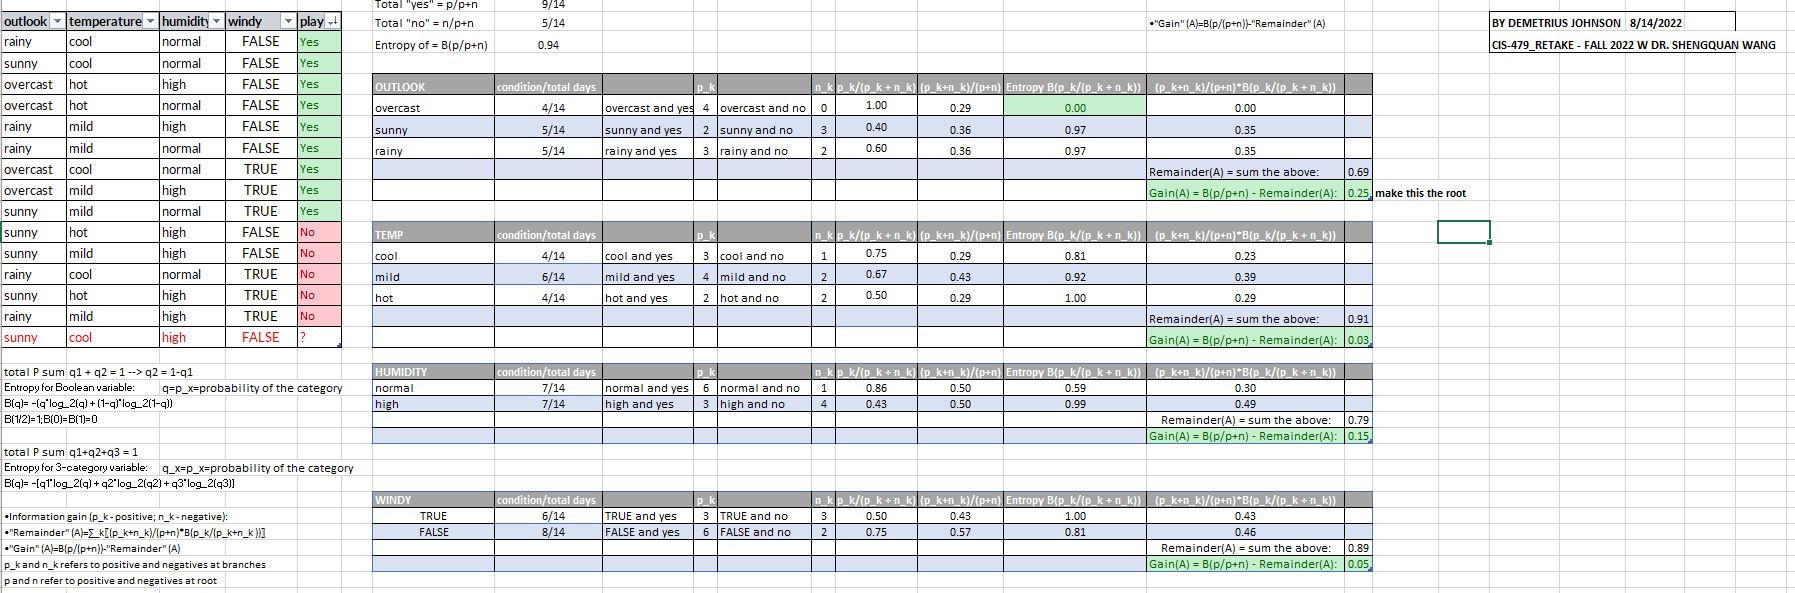 Total "yes" = p/p+n 9/14
Total "no" = n/p+n 5/14
Entropy of = B(p/p+n) 0.94
•"Gain" (A)=B(p/(p+n))-"Remainder" (A)
BY DEMETRIUS JOHNSON 8/14/2022
CIS-479_RETAKE - FALL 2022 W DR. SHENGQUAN WANG
outlook temperature humidity windy play
rainy cool normal FALSE Yes
sunny cool normal FALSE Yes
overcast hot high FALSE Yes
overcast hot normal FALSE Yes
rainy mild high FALSE Yes
rainy mild normal FALSE Yes
overcast cool normal TRUE Yes
overcast mild high TRUE Yes
sunny mild normal TRUE Yes
sunny hot high FALSE No
sunny mild high FALSE No
rainy cool normal TRUE No
sunny hot high TRUE No
rainy mild high TRUE No
sunny cool high FALSE ?
total P sum q1 + q2 = 1 --> q2 = 1-q1
Entropy for Boolean variable: q=p_x=probability of the category
B(q)= -(q*log_2(q) + (1-q)*log_2(1-q))
B(1/2)=1;B(0)=B(1)=0
total P sum q1+q2+q3 = 1
Entropy for 3-category variable: q_x=p_x=probability of the category
B(q)= -[q1*log_2(q) + q2*log_2(q2) + q3*log_2(q3)]
•Information gain (p_k - positive; n_k - negative):
•"Remainder" (A)=∑_k〖(p_k+n_k)/(p+n)*B(p_k/(p_k+n_k ))〗
•"Gain" (A)=B(p/(p+n))-"Remainder" (A)
p_k and n_k refers to positive and negatives at branches
p and n refer to positive and negatives at root
OUTLOOK condition/total days p_k n_k p_k/(p_k + n_k) (p_k+n_k)/(p+n) Entropy B(p_k/(p_k + n_k)) (p_k+n_k)/(p+n)*B(p_k/(p_k + n_k))
overcast 4/14 overcast and yes 4 overcast and no 0 1.00 0.29 0.00 0.00
sunny 5/14 sunny and yes 2 sunny and no 3 0.40 0.36 0.97 0.35
rainy 5/14 rainy and yes 3 rainy and no 2 0.60 0.36 0.97 0.35
Remainder(A) = sum the above: 0.69
Gain(A) = B(p/p+n) - Remainder(A): 0.25 make this the root
TEMP condition/total days p_k n_k p_k/(p_k + n_k) (p_k+n_k)/(p+n) Entropy B(p_k/(p_k + n_k)) (p_k+n_k)/(p+n)*B(p_k/(p_k + n_k))
cool 4/14 cool and yes 3 cool and no 1 0.75 0.29 0.81 0.23
mild 6/14 mild and yes 4 mild and no 2 0.67 0.43 0.92 0.39
hot 4/14 hot and yes 2 hot and no 2 0.50 0.29 1.00 0.29
Remainder(A) = sum the above: 0.91
Gain(A) = B(p/p+n) - Remainder(A): 0.03
HUMIDITY condition/total days p_k n_k p_k/(p_k + n_k) (p_k+n_k)/(p+n) Entropy B(p_k/(p_k + n_k)) (p_k+n_k)/(p+n)*B(p_k/(p_k + n_k))
normal 7/14 normal and yes 6 normal and no 1 0.86 0.50 0.59 0.30
high 7/14 high and yes 3 high and no 4 0.43 0.50 0.99 0.49
Remainder(A) = sum the above: 0.79
Gain(A) = B(p/p+n) - Remainder(A): 0.15
WINDY condition/total days p_k n_k p_k/(p_k + n_k) (p_k+n_k)/(p+n) Entropy B(p_k/(p_k + n_k)) (p_k+n_k)/(p+n)*B(p_k/(p_k + n_k))
TRUE 6/14 TRUE and yes 3 TRUE and no 3 0.50 0.43 1.00 0.43
FALSE 8/14 FALSE and yes 6 FALSE and no 2 0.75 0.57 0.81 0.46
Remainder(A) = sum the above: 0.89
Gain(A) = B(p/p+n) - Remainder(A): 0.05